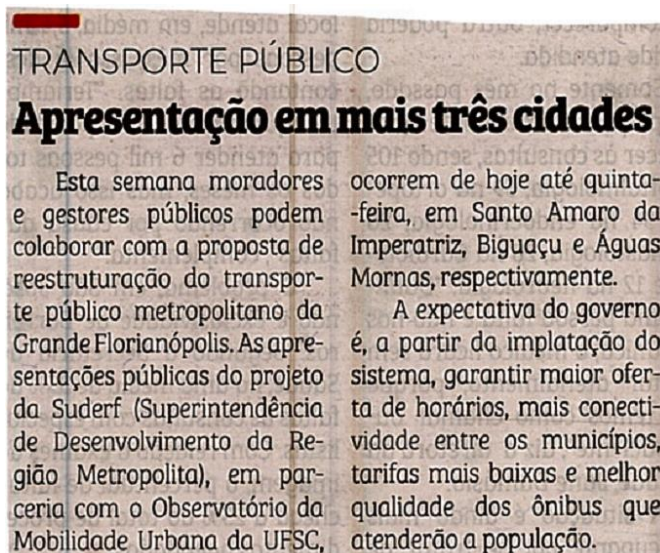 TRANSPORTE PÚBLICO
Apresentação em mais três cidades
Esta semana moradores
e gestores públicos podem
colaborar com a proposta de
reestruturação do transpor-
te público metropolitano da
Grande Florianópolis. As apre-
sentações públicas do projeto
da Suderf (Superintendência
de Desenvolvimento da Re-
gião Metropolita), em par-
ceria com o Observatório da
Mobilidade Urbana da UFSC,
ocorrem de hoje até quinta-
-feira, em Santo Amaro da
Imperatriz, Biguaçu e Águas
Mornas, respectivamente.
A expectativa do governo
é, a partir da implatação do
sistema, garantir maior ofer-
ta de horários, mais conecti-
vidade entre os municípios,
tarifas mais baixas e melhor
qualidade dos ônibus que
atenderão a população.